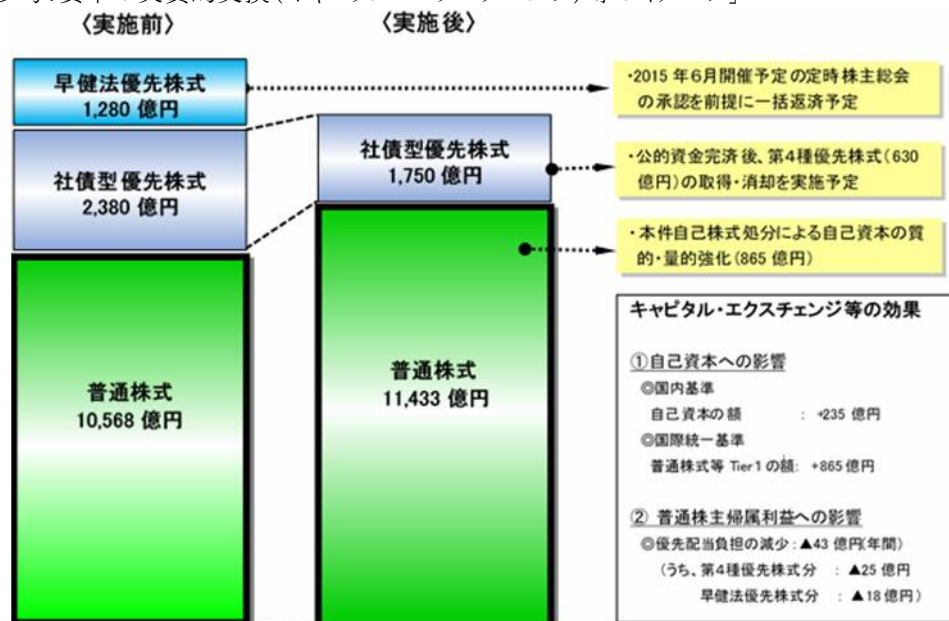 〈実施前〉
〈実施後〉
早健法優先株式
1,280 億円
社債型優先株式
2,380 億円
普通株式
10,568 億円
社債型優先株式
1,750 億円
普通株式
11,433 億円
・2015 年6月開催予定の定時株主総会
の承認を前提に一括返済予定
・公的資金完済後、第4種優先株式(630
億円)の取得・消却を実施予定
・本件自己株式処分による自己資本の質
的・量的強化(865 億円)
キャピタル・エクスチェンジ等の効果
①自己資本への影響
◎国内基準
自己資本の額 : +235 億円
◎国際統一基準
普通株式等 Tier1 の額: +865 億円
② 普通株主帰属利益への影響
◎優先配当負担の減少:▲43 億円(年間)
(うち、第4種優先株式分 : ▲25 億円
早健法優先株式分 : ▲18 億円)